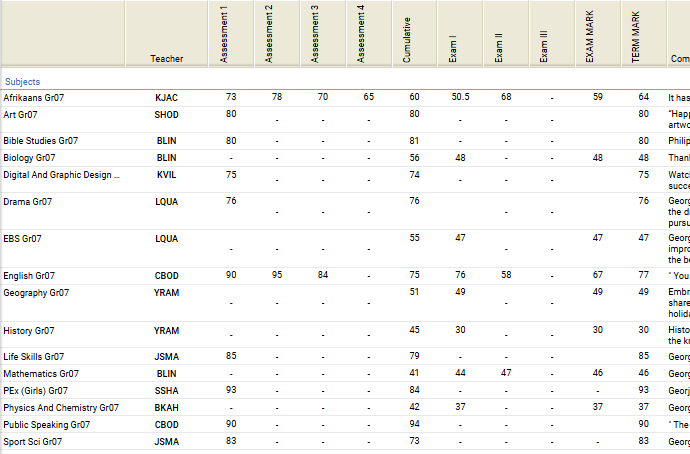 Teacher Assessment 1 Assessment 2 Assessment 3 Assessment 4 Cumulative Exam I Exam II Exam III EXAM MARK TERM MARK Com
Subjects
Afrikaans Gr07 KJAC 73 78 70 65 60 50.5 68 - 59 64 It has
Art Gr07 SHOD 80 - - - 80 - - - - 80 "Happ
artwo
Bible Studies Gr07 BLIN 80 - - - 81 - - - - 80 Philip
Biology Gr07 BLIN - - - - 56 48 - - 48 48 Thank
Digital And Graphic Design ... KVIL 75 - - - 74 - - - - 75 Watc
succe
Drama Gr07 LQUA 76 - - - 76 - - - - 76 Georg
the di
pursu
EBS Gr07 LQUA - - - - 55 47 - - 47 47 Georg
impro
the be
English Gr07 CBOD 90 95 84 - 75 76 58 - 67 77 " You
Geography Gr07 YRAM - - - - 51 49 - - 49 49 Embr
share
holida
History Gr07 YRAM - - - - 45 30 - - 30 30 Histo
the kn
Life Skills Gr07 JSMA 85 - - - 79 - - - - 85 Georg
Mathematics Gr07 BLIN - - - - 41 44 47 - 46 46 Georg
PEx (Girls) Gr07 SSHA 93 - - - 84 - - - - 93 Georj
Physics And Chemistry Gr07 BKAH - - - - 42 37 - - 37 37 Georg
Public Speaking Gr07 CBOD 90 - - - 94 - - - - 90 " The
Sport Sci Gr07 JSMA 83 - - - 73 - - - - 83 Georg